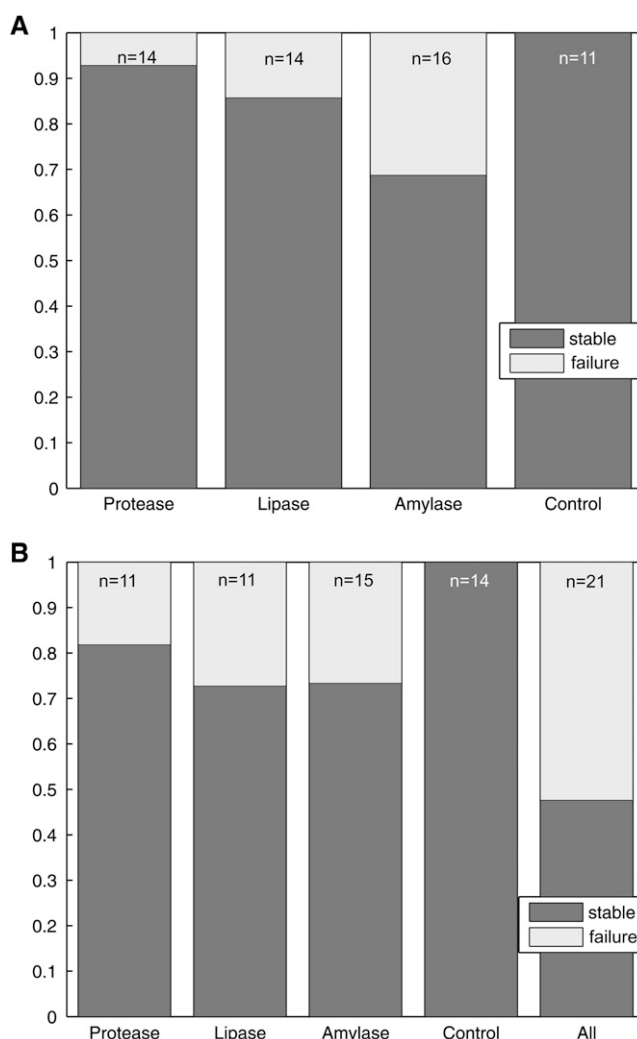 A
1
n=14 n=14 n=16 n=11
0.9
0.8
0.7
0.6
0.5
0.4
stable
0.3
failure
0.2
0.1
0
Protease Lipase Amylase Control
B
1
n=11 n=11 n=15 n=14 n=21
0.9
0.8
0.7
0.6
0.5
0.4
0.3
stable
0.2
failure
0.1
0
Protease Lipase Amylase Control All